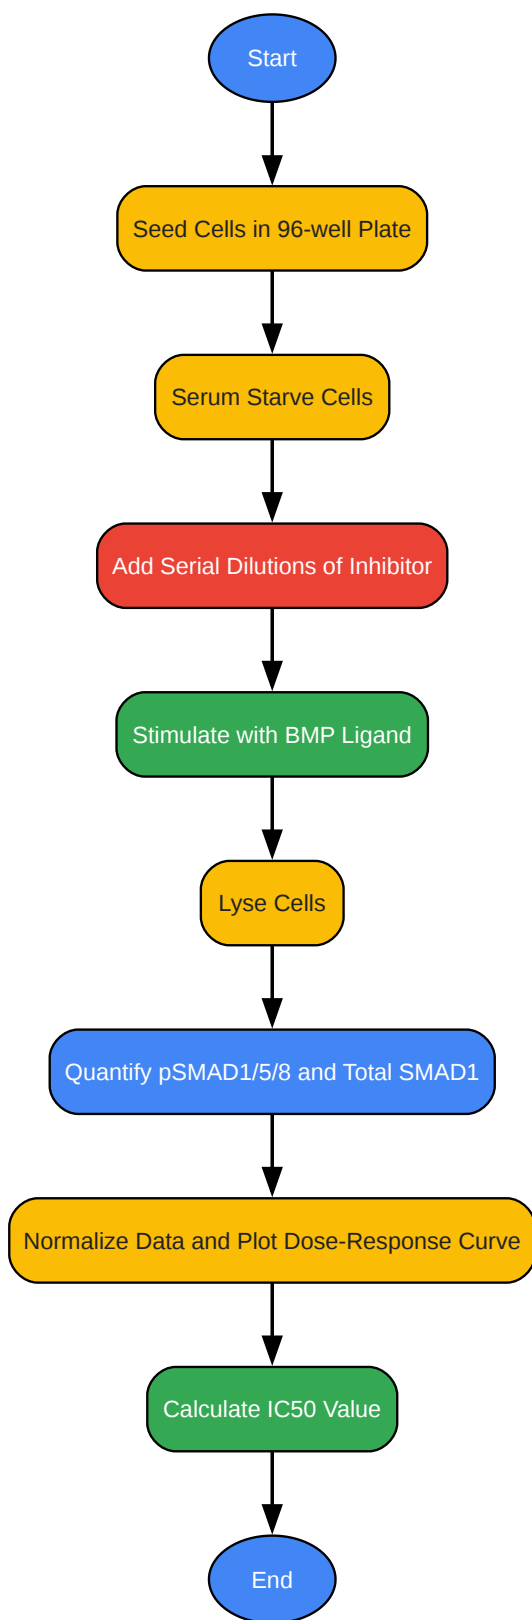 Start
Seed Cells in 96-well Plate
Serum Starve Cells
Add Serial Dilutions of Inhibitor
Stimulate with BMP Ligand
Lyse Cells
Quantify pSMAD1/5/8 and Total SMAD1
Normalize Data and Plot Dose-Response Curve
Calculate IC50 Value
End